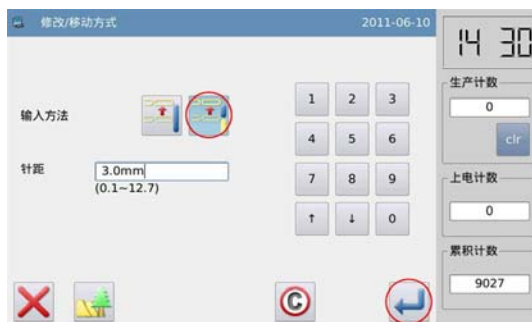 修改/移动方式 2011-06-10
14 30
生产计数
0
clr
输入方法
1 2 3
4 5 6
针距 3.0mm
(0.1~12.7)
7 8 9
上电计数
0
↑ ↓ 0
累积计数
9027
C